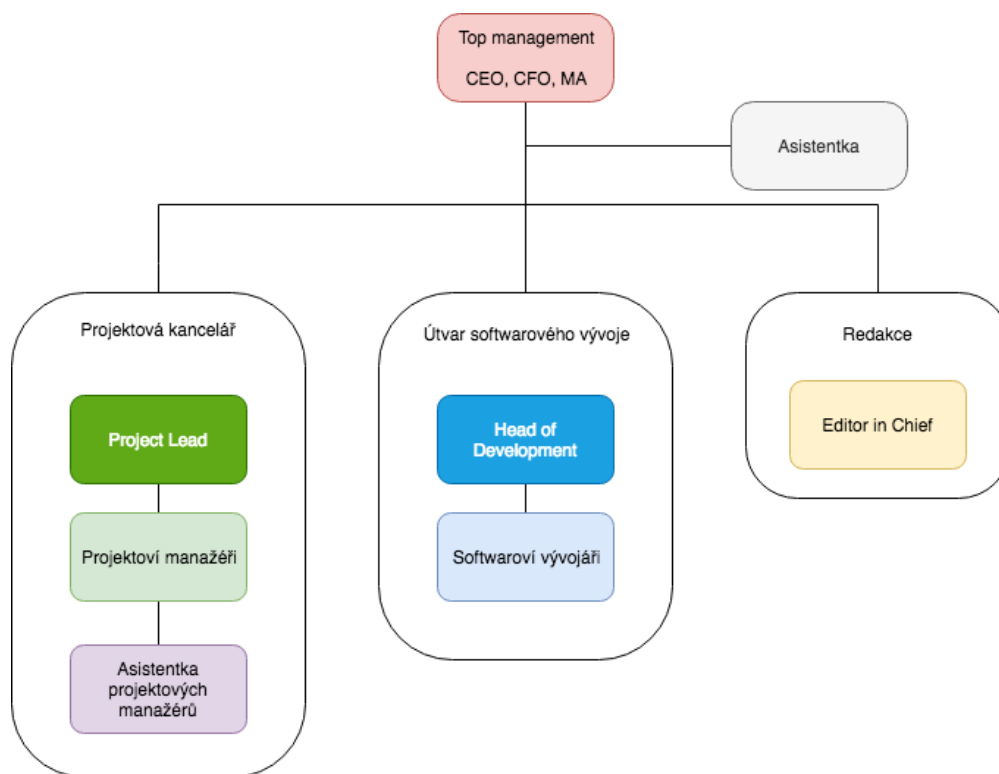 Top management
CEO, CFO, MA
Asistentka
Projektová kancelář
Project Lead
Projektoví manažéři
Asistentka
projektových
manažérů
Útvar softwarového vývoje
Head of
Development
Softwaroví vývojáři
Redakce
Editor in Chief